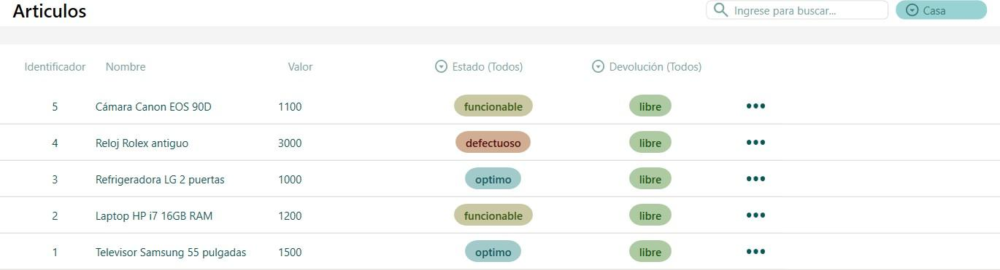 Articulos
Ingrese para buscar...
Casa
Identificador Nombre Valor Estado (Todos) Devolución (Todos)
5 Cámara Canon EOS 90D 1100 funcionable libre
4 Reloj Rolex antiguo 3000 defectuoso libre
3 Refrigeradora LG 2 puertas 1000 optimo libre
2 Laptop HP i7 16GB RAM 1200 funcionable libre
1 Televisor Samsung 55 pulgadas 1500 optimo libre